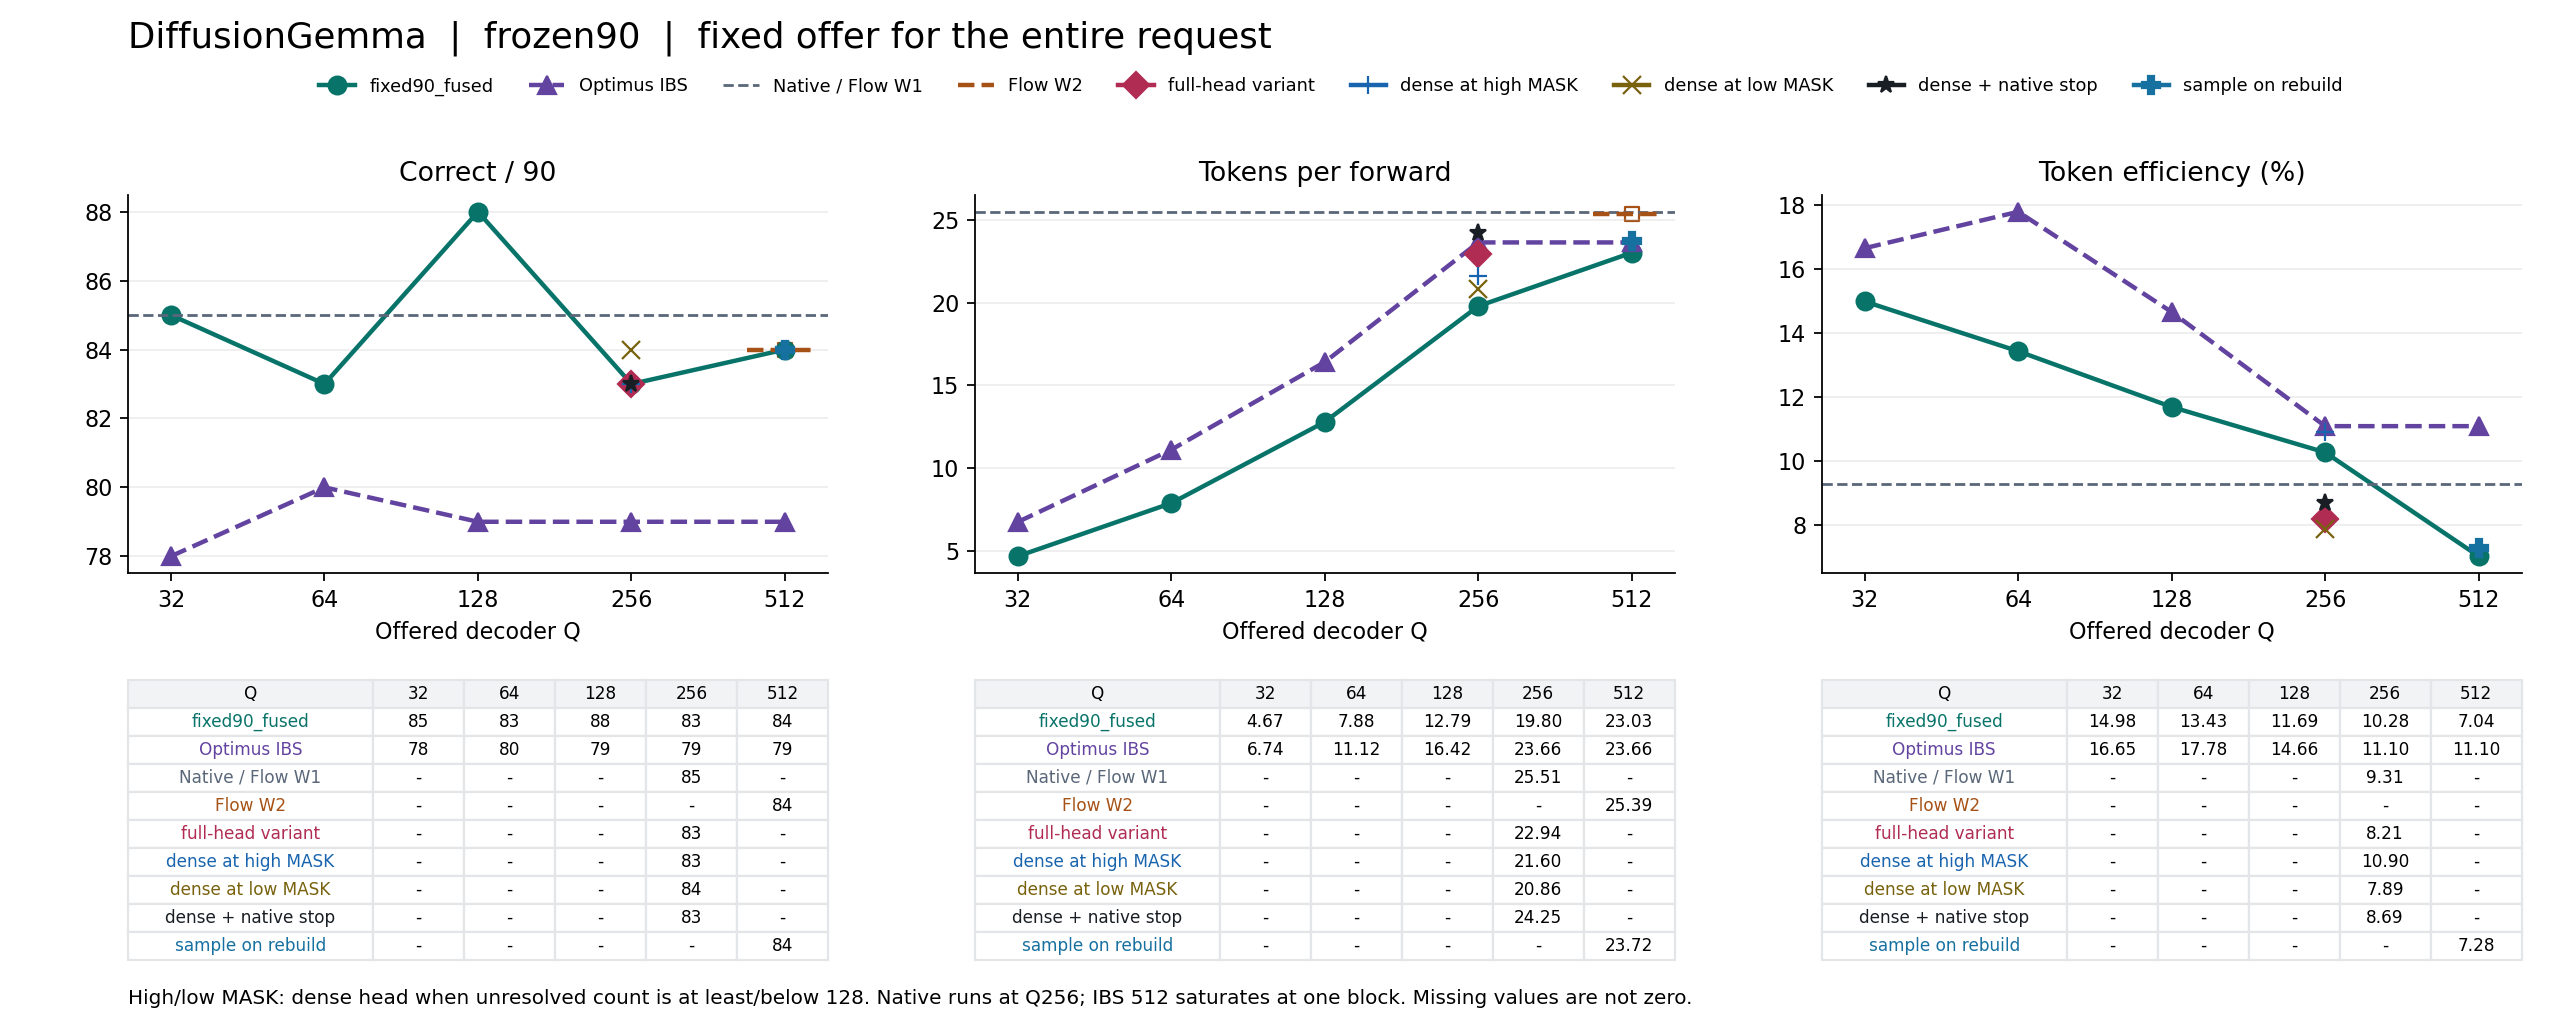 DiffusionGemma | frozen90 | fixed offer for the entire request
fixed90_fused Optimus IBS Native / Flow W1 Flow W2 full-head variant dense at high MASK dense at low MASK dense + native stop sample on rebuild
Correct / 90
88
86
84
82
80
78
32 64 128 256 512
Offered decoder Q
Tokens per forward
25
20
15
10
5
32 64 128 256 512
Offered decoder Q
Token efficiency (%)
18
16
14
12
10
8
32 64 128 256 512
Offered decoder Q
Q 32 64 128 256 512
fixed90_fused 85 83 88 83 84
Optimus IBS 78 80 79 79 79
Native / Flow W1 - - - 85 -
Flow W2 - - - - 84
full-head variant - - - 83 -
dense at high MASK - - - 83 -
dense at low MASK - - - 84 -
dense + native stop - - - 83 -
sample on rebuild - - - - 84
Q 32 64 128 256 512
fixed90_fused 4.67 7.88 12.79 19.80 23.03
Optimus IBS 6.74 11.12 16.42 23.66 23.66
Native / Flow W1 - - - 25.51 -
Flow W2 - - - - 25.39
full-head variant - - - 22.94 -
dense at high MASK - - - 21.60 -
dense at low MASK - - - 20.86 -
dense + native stop - - - 24.25 -
sample on rebuild - - - - 23.72
Q 32 64 128 256 512
fixed90_fused 14.98 13.43 11.69 10.28 7.04
Optimus IBS 16.65 17.78 14.66 11.10 11.10
Native / Flow W1 - - - 9.31 -
Flow W2 - - - - -
full-head variant - - - 8.21 -
dense at high MASK - - - 10.90 -
dense at low MASK - - - 7.89 -
dense + native stop - - - 8.69 -
sample on rebuild - - - - 7.28
High/low MASK: dense head when unresolved count is at least/below 128. Native runs at Q256; IBS 512 saturates at one block. Missing values are not zero.